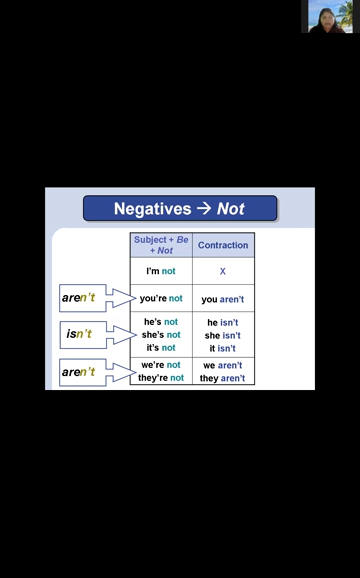 Negatives → Not
Subject + Be + Not
Contraction
I'm not
X
aren't
you're not
you aren't
isn't
he's not
he isn't
she's not
she isn't
it's not
it isn't
aren't
we're not
we aren't
they're not
they aren't